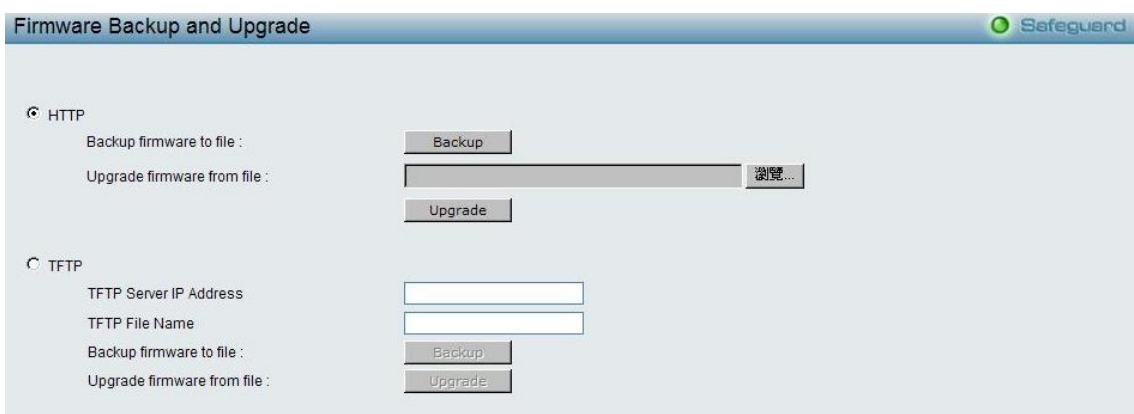 Firmware Backup and Upgrade
Safeguard
HTTP
Backup firmware to file :
Backup
Upgrade firmware from file :
瀏覽...
Upgrade
TFTP
TFTP Server IP Address
TFTP File Name
Backup firmware to file :
Backup
Upgrade firmware from file :
Upgrade